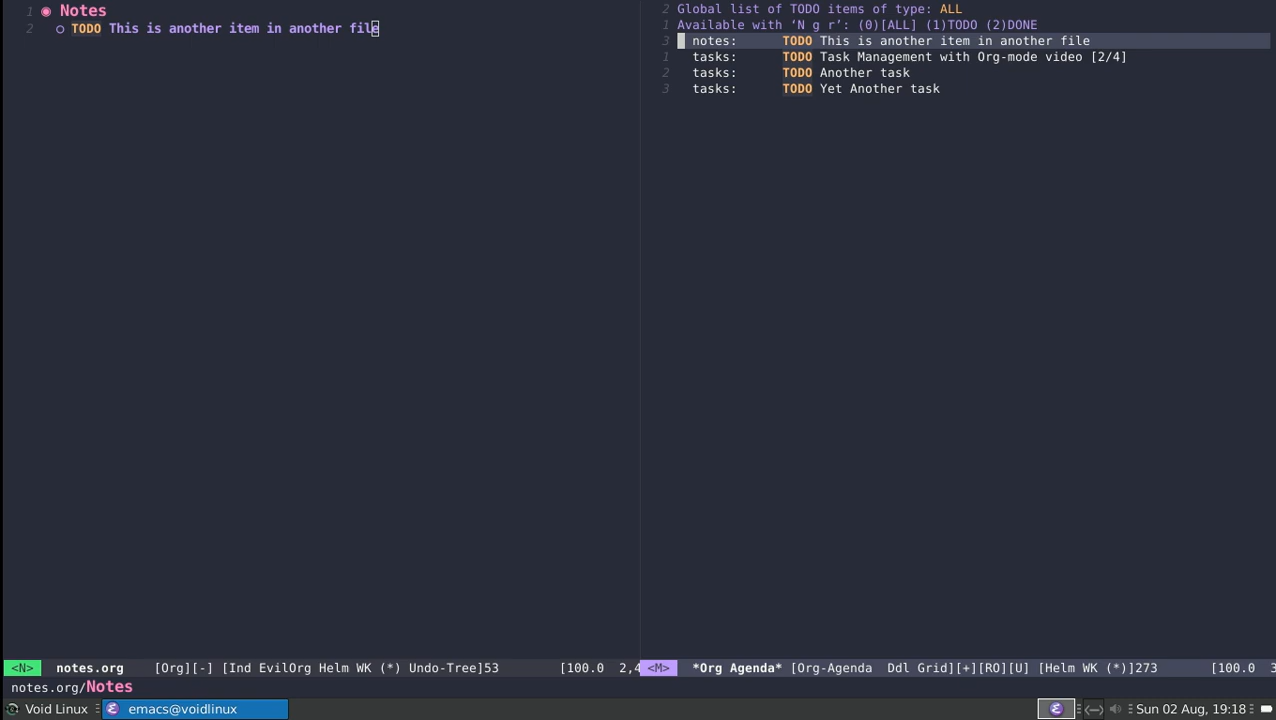 1 ◉ Notes
2 ○ TODO This is another item in another file
2 Global list of TODO items of type: ALL
1 Available with ‘N g r’: (0)[ALL] (1)TODO (2)DONE
3 notes: TODO This is another item in another file
1 tasks: TODO Task Management with Org-mode video [2/4]
2 tasks: TODO Another task
3 tasks: TODO Yet Another task
<N> notes.org [Org][-] [Ind EvilOrg Helm WK (*) Undo-Tree]53 [100.0 2,4
<M> *Org Agenda* [Org-Agenda Ddl Grid][+][RO][U] [Helm WK (*)]273 [100.0 3
notes.org/Notes
Void Linux emacs@voidlinux Sun 02 Aug, 19:18